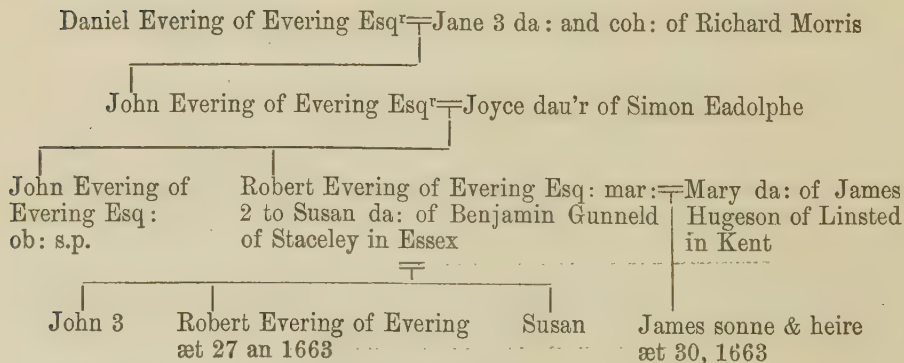 Daniel Evering of Evering Esqʳ Jane 3 da: and coh: of Richard Morris
John Evering of Evering Esqʳ Joyce dau'r of Simon Eadolphe
John Evering of
Evering Esq:
ob: s.p.
Robert Evering of Evering Esq: mar:
2 to Susan da: of Benjamin Gunneld
of Staceley in Essex
Mary da: of James
Hugeson of Linsted
in Kent
John 3
Robert Evering of Evering
æt 27 an 1663
Susan
James sonne & heire
æt 30, 1663